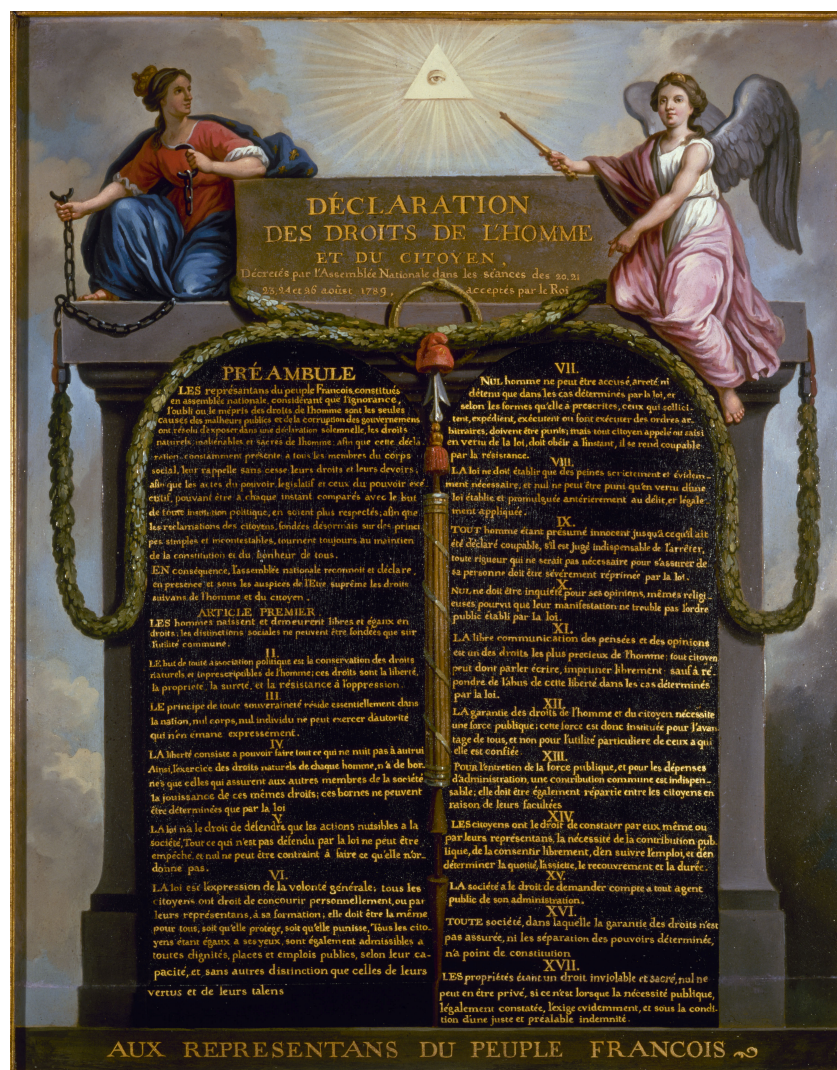 DÉCLARATION
DES DROITS DE L'HOMME
ET DU CITOYEN,
Décretés par l'Assemblée Nationale dans les séances des 20, 21
23, 24 et 26 août 1789, acceptés par le Roi
PRÉAMBULE
LES représantans du peuple Francois, constitués
en assemblée nationale, considérant que l'ignorance,
l'oubli ou le mépris des droits de l'homme sont les seules
causes des malheurs publics et de la corruption des gouvernemens
ont résolu d'exposer dans une déclaration solemnelle, les droits
naturels, inaliénables et sacrés de l'homme; afin que cette décla
ration, constamment présente a tous les membres du corps
social, leur rappelle sans cesse leurs droits et leurs devoirs;
afin que les actes du pouvoir legislatif et ceux du pouvoir exé
cutif, pouvant être à chaque instant comparés avec le but
de toute institution politique, en soient plus respectés; afin que
les reclamations des citoyens, fondées désormais sur des princi
pes simples et incontestables, tournent toujours au maintien
de la constitution et du bonheur de tous.
EN conséquence, l'assemblée nationale reconnoit et déclare,
en presence et sous les auspices de l'Etre suprême les droits
suivans de l'homme et du citoyen.
ARTICLE PREMIER.
LES hommes naissent et demeurent libres et égaux en
droits; les distinctions sociales ne peuvent être fondées que sur
l'utilité commune.
II.
LE but de toute association politique est la conservation des droits
naturels et inprescripibles de l'homme; ces droits sont la liberté,
la propriete, la sureté, et la résistance à l'oppression.
III.
LE principe de toute souveraineté réside essentiellement dans
la nation, nul corps, nul individu ne peut exercer d'autorité
qui n'en emane expressement.
IV.
LA liberté consiste a pouvoir faire tout ce qui ne nuit pas à autrui
Ainsi, l'exercice des droits naturels de chaque homme, n'a de bor-
nes que celles qui assurent aux autres membres de la société
la jouissance de ces mêmes droits; ces bornes ne peuvent
être déterminées que par la loi
V.
LA loi n'a le droit de défendre que les actions nuisibles a la
société, Tout ce qui n'est pas défendu par la loi ne peut être
empêché, et nul ne peut être contraint à faire ce qu'elle n'or-
donne pas.
VI.
LA loi est l'expression de la volonté générale; tous les
citoyens ont droit de concourir personnellement, ou par
leurs représentans, à sa formation; elle doit être la même
pour tous, soit qu'elle protege, soit qu'elle punisse, Tous les cito-
yens étant égaux a ses yeux, sont également admissibles a
toutes dignités, places et emplois publics, selon leur ca-
pacité, et sans autres distinction que celles de leurs
vertus et de leurs talens
VII.
NUL homme ne peut être accusé, arreté ni
détenu que dans les cas déterminés par la loi, et
selon les formes qu'elle à prescrites, ceux qui sollici-
tent, expédient, exécutent ou font exécuter des ordres ar-
bitraires, doivent être punis; mais tout citoyen appelé ou saisi
en vertu de la loi, doit obéir a l'instant, il se rend coupable
par la résistance.
VIII.
LA loi ne doit établir que des peines strictement et évidem-
ment nécessaire, et nul ne peut être puni qu'en vertu d'une
loi établie et promulguée antérierement au délit, et légale-
ment appliquée.
IX.
TOUT homme étant présumé innocent jusqu'a ce qu'il ait
été déclaré coupable, s'il est jugé indispensable de l'arrêter,
toute rigueur qui ne serait pas nécessaire pour s'assurer de
sa personne doit être sévèrement réprimée par la loi.
X.
NUL ne doit être inquiété pour ses opinions, mêmes religi
euses, pourvu que leur manifestation ne trouble pas l'ordre
public établi par la loi.
XI.
LA libre communication des pensées et des opinions
est un des droits les plus precieux de l'homme; tout citoyen
peut donc parler écrire, imprimer librement: sauf à ré-
pondre de l'abus de cette liberté dans les cas déterminés
par la loi.
XII.
LA garantie des droits de l'homme et du citoyen nécessite
une force publique; cette force est donc instituée pour l'avan
tage de tous, et non pour l'utilité particuliere de ceux a qui
elle est confiée.
XIII.
POUR l'entretien de la force publique, et pour les dépenses
d'administration, une contribution commune est indispen-
sable; elle doit être également répartie entre les citoyens en
raison de leurs facultées
XIV.
LES citoyens ont le droit de constater par eux même ou
par leurs représentans, la nécessité de la contribution pub-
lique, de la consentir librement, d'en suivre l'emploi, et d'en
déterminer la quotité, l'assiette, le recouvrement et la durée.
XV.
LA société a le droit de demander compte a tout agent
public de son administration.
XVI.
TOUTE société, dans laquelle la garantie des droits n'est
pas assurée, ni les séparation des pouvoirs déterminée,
n'a point de constitution
XVII.
LES propriétés étant un droit inviolable et sacré, nul ne
peut en être privé, si ce n'est lorsque la nécessité publique,
légalement constatée, l'exige evidemment, et sous la condi-
tion d'une juste et préalable indemnité.
AUX REPRESENTANS DU PEUPLE FRANCOIS